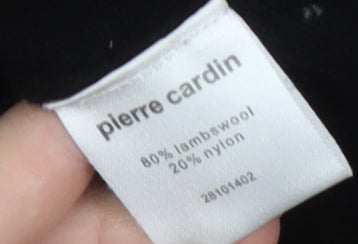 pierre cardin
80% lambswool
20% nylon
28101402